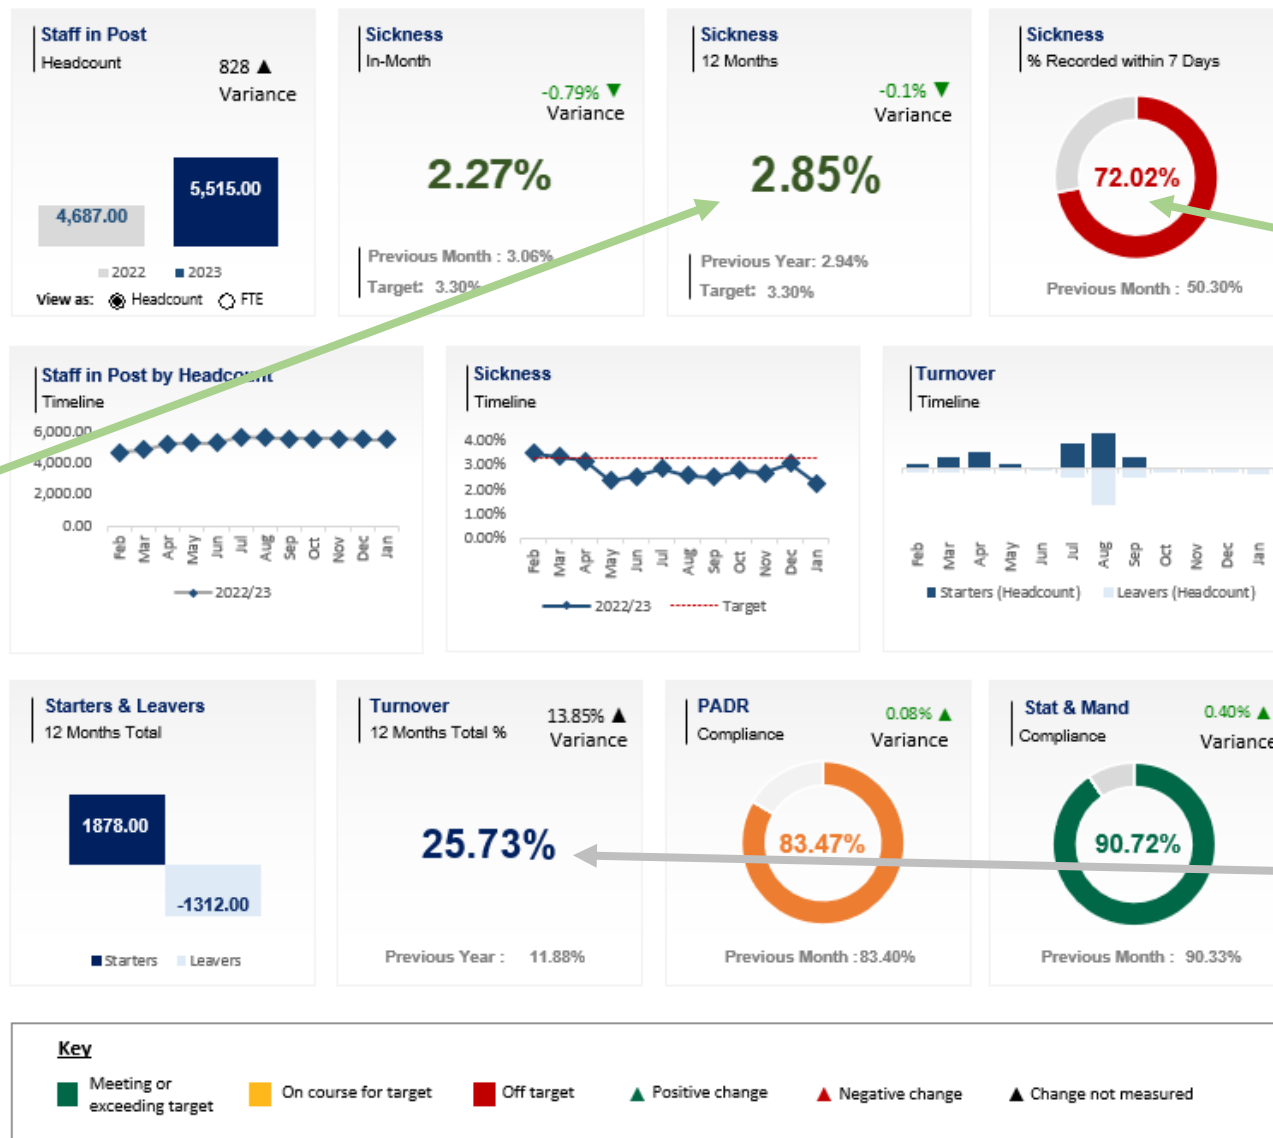 Staff in Post
Headcount
828 ▲
Variance
5,515.00
4,687.00
2022 2023
View as: Headcount FTE
Sickness
In-Month
-0.79% ▼
Variance
2.27%
Previous Month : 3.06%
Target: 3.30%
Sickness
12 Months
-0.1% ▼
Variance
2.85%
Previous Year: 2.94%
Target: 3.30%
Sickness
% Recorded within 7 Days
72.02%
Previous Month : 50.30%
Staff in Post by Headcount
Timeline
6,000.00
4,000.00
2,000.00
0.00
Feb Mar Apr May Jun Jul Aug Sep Oct Nov Dec Jan
2022/23
Sickness
Timeline
4.00%
3.00%
2.00%
1.00%
0.00%
Feb Mar Apr May Jun Jul Aug Sep Oct Nov Dec Jan
2022/23 Target
Turnover
Timeline
Feb Mar Apr May Jun Jul Aug Sep Oct Nov Dec Jan
Starters (Headcount) Leavers (Headcount)
Starters & Leavers
12 Months Total
1878.00
-1312.00
Starters Leavers
Turnover
12 Months Total %
13.85% ▲
Variance
25.73%
Previous Year : 11.88%
PADR
Compliance
0.08% ▲
Variance
83.47%
Previous Month : 83.40%
Stat & Mand
Compliance
0.40% ▲
Variance
90.72%
Previous Month : 90.33%
Key
Meeting or
exceeding target
On course for target
Off target
▲ Positive change
▲ Negative change
▲ Change not measured